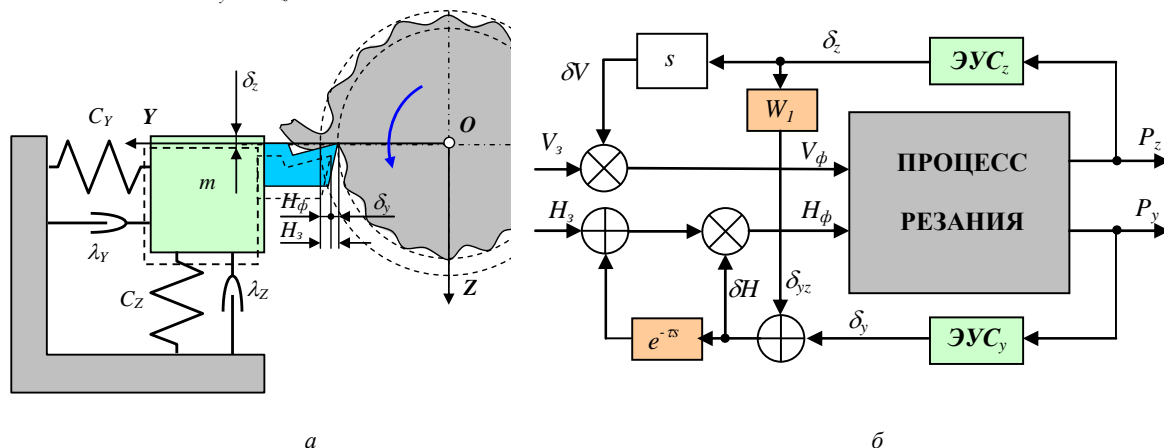 δz
C_Y
Y
O
m
H_ф
δ_y
H_з
λ_Y
C_Z
λ_Z
Z
а
δV
s
δ_z
ЭУС_z
W_1
V_з
V_ф
ПРОЦЕСС
РЕЗАНИЯ
P_z
H_з
H_ф
P_y
δH
δ_yz
e^-τs
δ_y
ЭУС_y
б